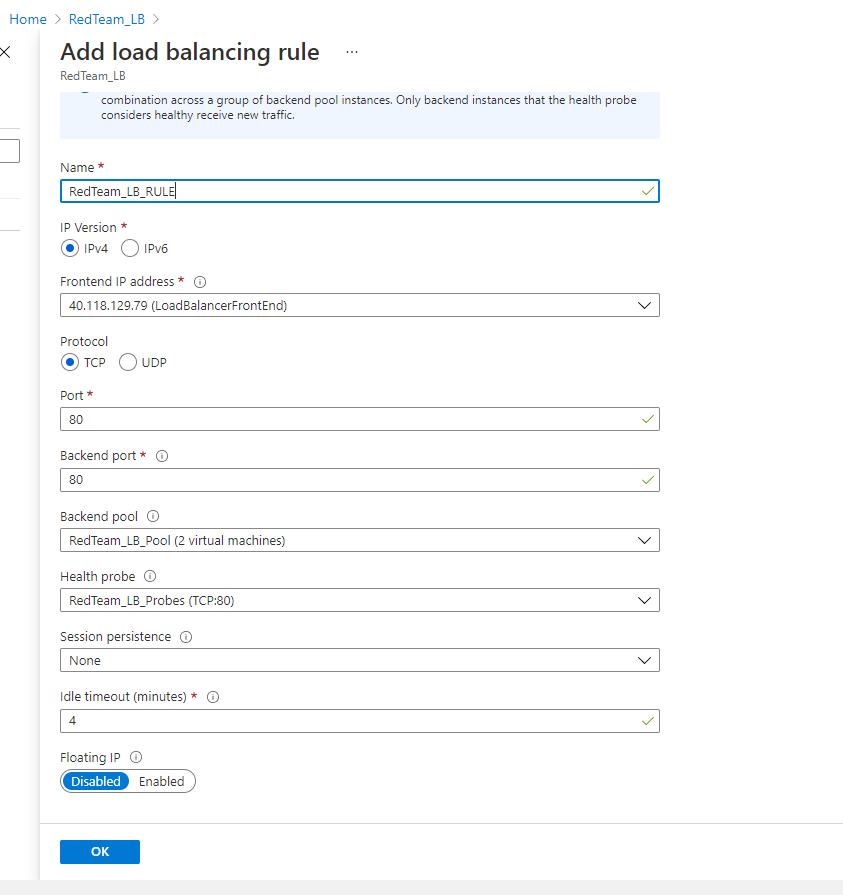 Home > RedTeam_LB >
Add load balancing rule ...
RedTeam_LB
combination across a group of backend pool instances. Only backend instances that the health probe
considers healthy receive new traffic.
Name *
RedTeam_LB_RULE
IP Version *
IPv4 IPv6
Frontend IP address *
40.118.129.79 (LoadBalancerFrontEnd)
Protocol
TCP UDP
Port *
80
Backend port *
80
Backend pool
RedTeam_LB_Pool (2 virtual machines)
Health probe
RedTeam_LB_Probes (TCP:80)
Session persistence
None
Idle timeout (minutes) *
4
Floating IP
Disabled Enabled
OK